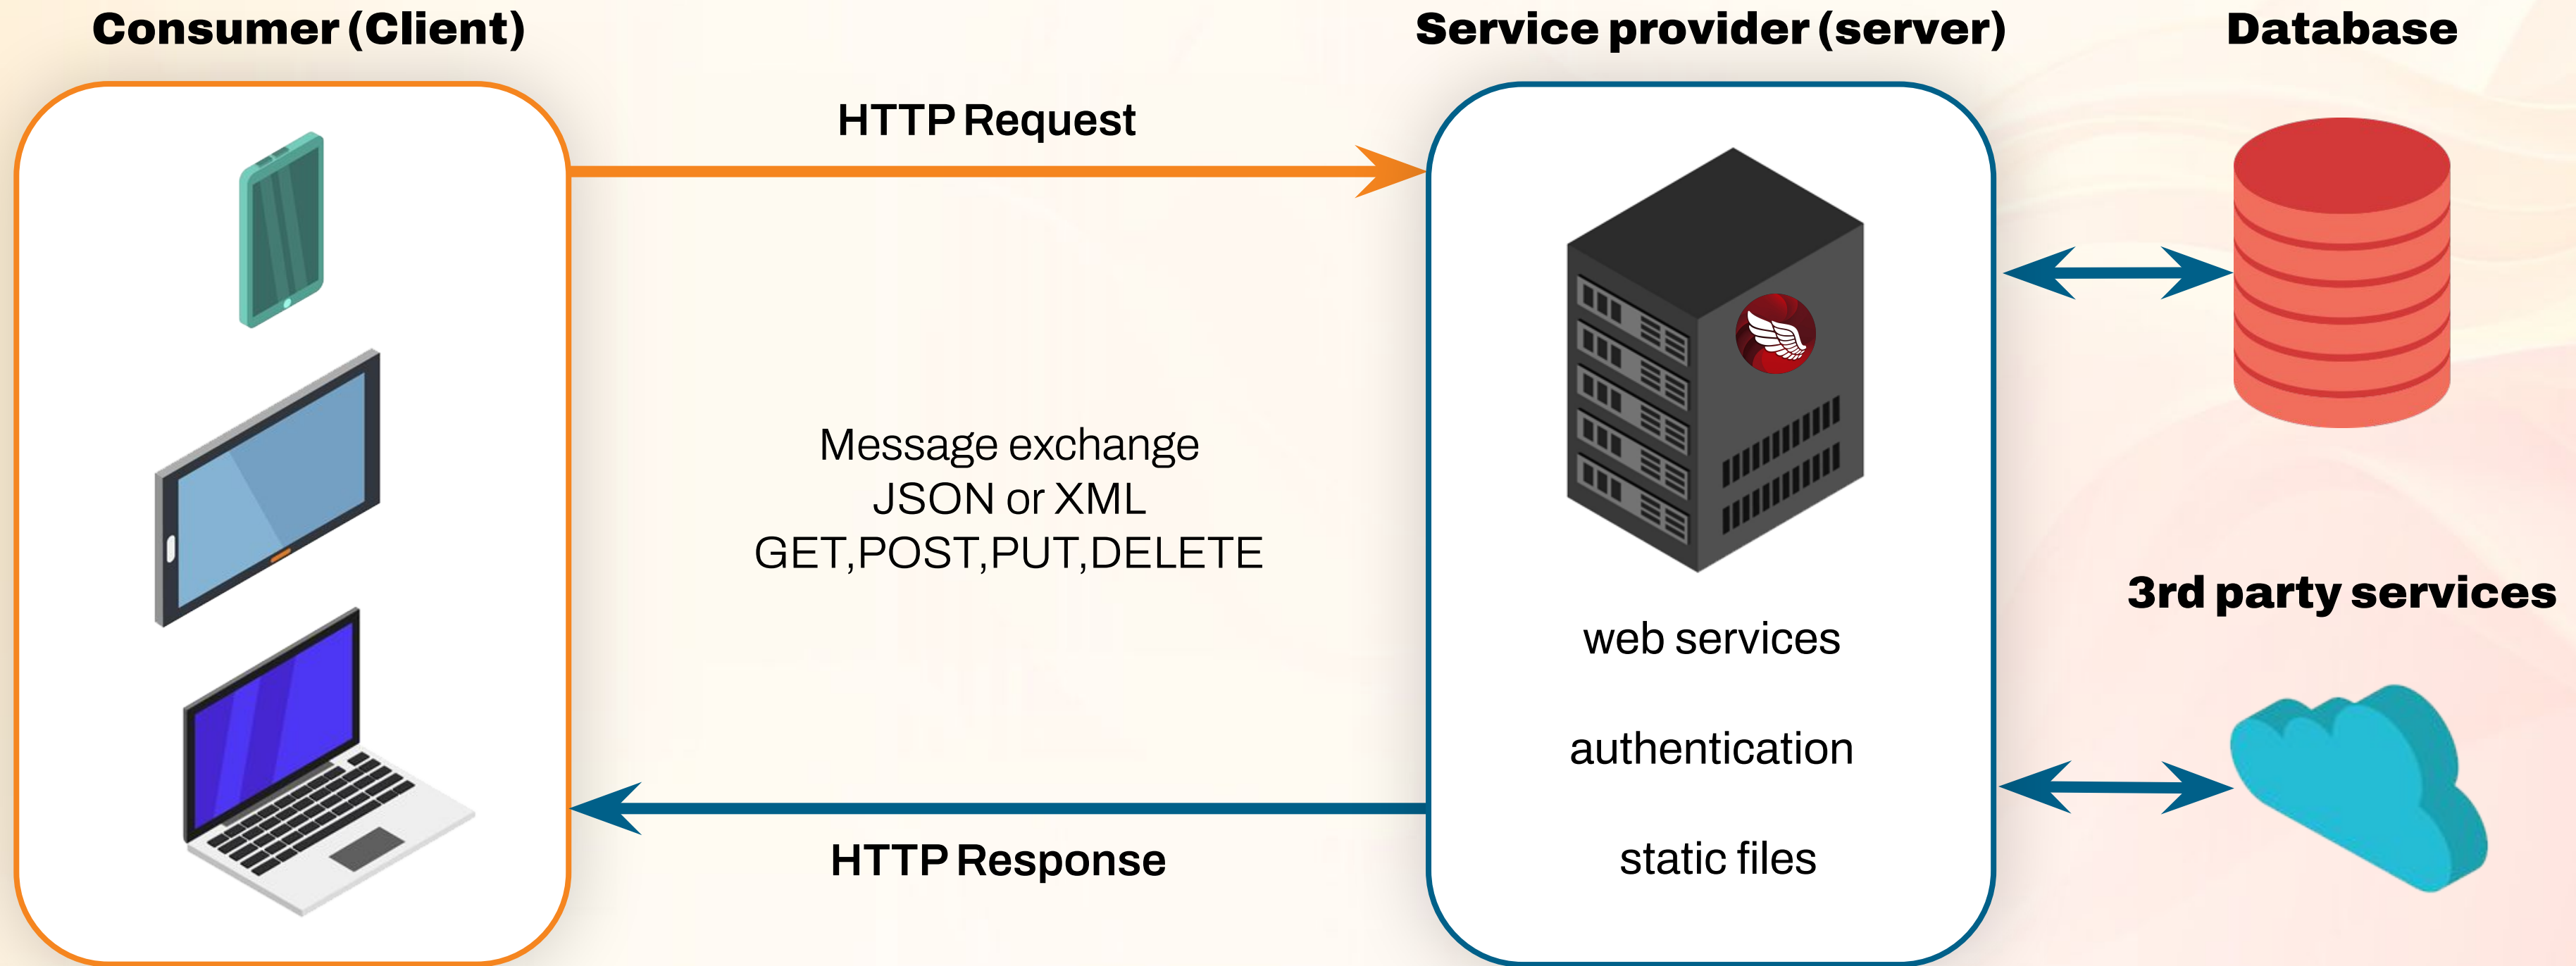 Consumer (Client)
Service provider (server)
Database
HTTP Request
Message exchange
JSON or XML
GET,POST,PUT,DELETE
HTTP Response
web services
authentication
static files
3rd party services